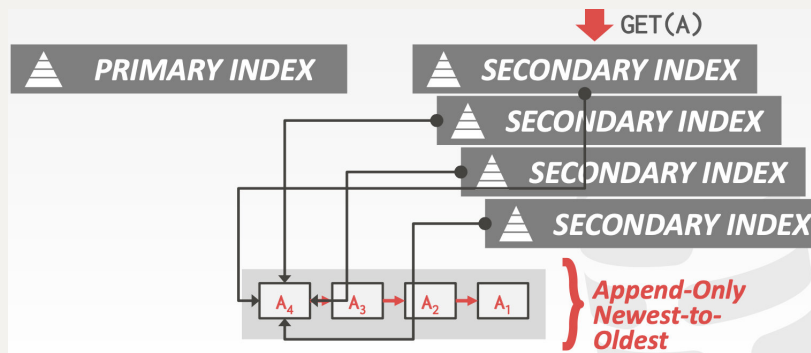 GET(A)
PRIMARY INDEX
SECONDARY INDEX
SECONDARY INDEX
SECONDARY INDEX
SECONDARY INDEX
A4
A3
A2
A1
Append-Only
Newest-to-
Oldest